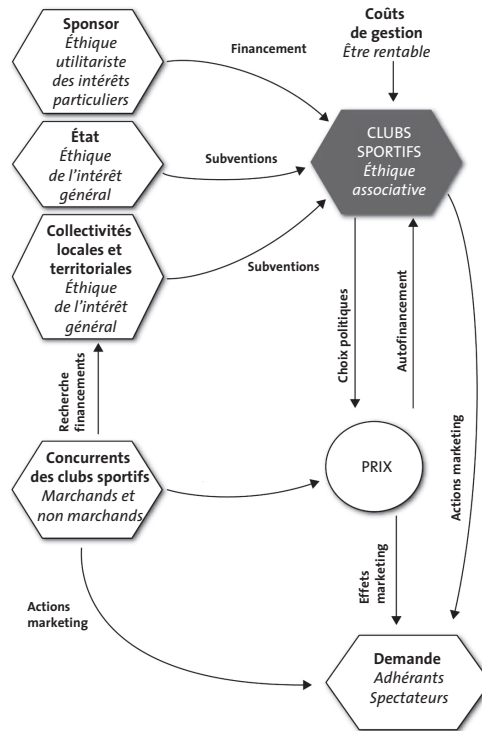 Sponsor
Éthique
utilitariste
des intérêts
particuliers
Financement
Coûts
de gestion
Être rentable
État
Éthique
de l'intérêt
général
Subventions
CLUBS
SPORTIFS
Éthique
associative
Collectivités
locales et
territoriales
Éthique
de l'intérêt
général
Subventions
Choix politiques
Autofinancement
Recherche
financements
Actions marketing
Concurrents
des clubs sportifs
Marchands et
non marchands
PRIX
Effets
marketing
Actions
marketing
Demande
Adhérants
Spectateurs